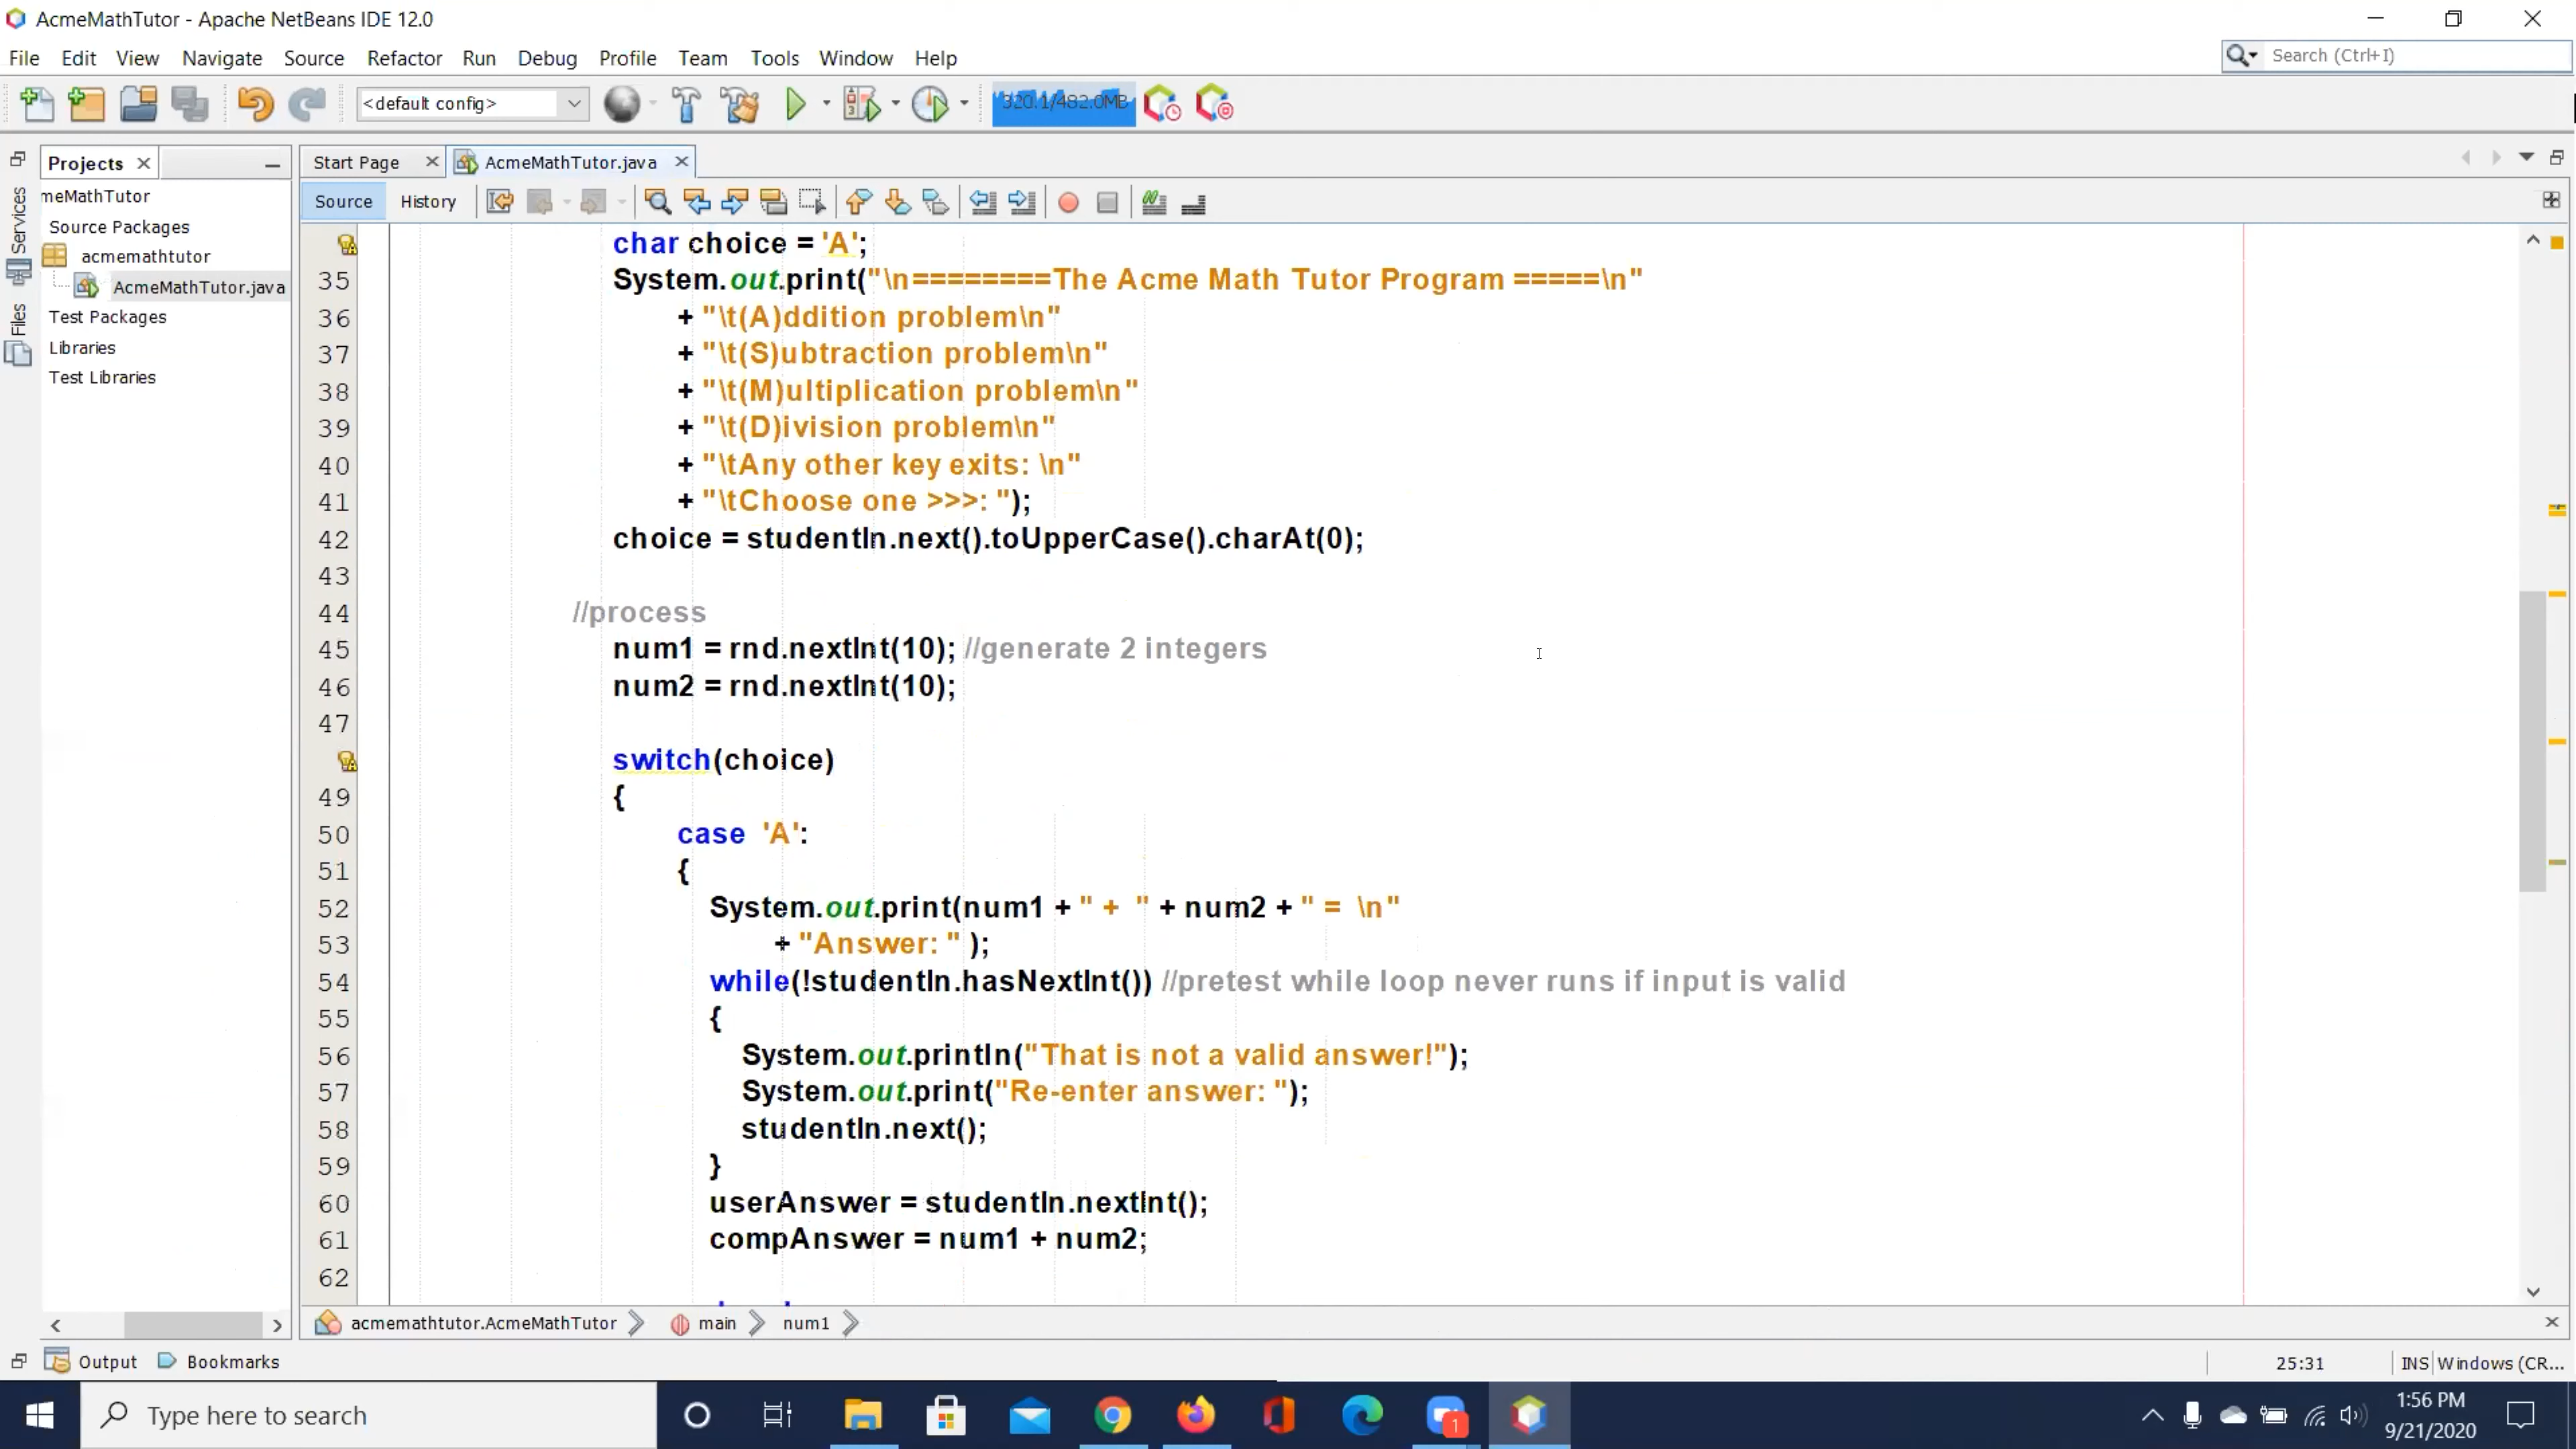 AcmeMathTutor - Apache NetBeans IDE 12.0
File Edit View Navigate Source Refactor Run Debug Profile Team Tools Window Help
Search (Ctrl+I)
<default config>
320.1/482.0MB
Projects
Start Page
AcmeMathTutor.java
Services
Files
meMathTutor
Source Packages
acmemathtutor
AcmeMathTutor.java
Test Packages
Libraries
Test Libraries
Source History
char choice = 'A';
35 System.out.print("\n========The Acme Math Tutor Program =====\n"
36 + "\t(A)ddition problem\n"
37 + "\t(S)ubtraction problem\n"
38 + "\t(M)ultiplication problem\n"
39 + "\t(D)ivision problem\n"
40 + "\tAny other key exits: \n"
41 + "\tChoose one >>>: ");
42 choice = studentIn.next().toUpperCase().charAt(0);
43
44 //process
45 num1 = rnd.nextInt(10); //generate 2 integers
46 num2 = rnd.nextInt(10);
47
switch(choice)
49 {
50 case 'A':
51 {
52 System.out.print(num1 + " + " + num2 + " = \n"
53 + "Answer: " );
54 while(!studentIn.hasNextInt()) //pretest while loop never runs if input is valid
55 {
56 System.out.println("That is not a valid answer!");
57 System.out.print("Re-enter answer: ");
58 studentIn.next();
59 }
60 userAnswer = studentIn.nextInt();
61 compAnswer = num1 + num2;
62
acmemathtutor.AcmeMathTutor main num1
Output Bookmarks
25:31 INS Windows (CR...
Type here to search
1
1:56 PM
9/21/2020